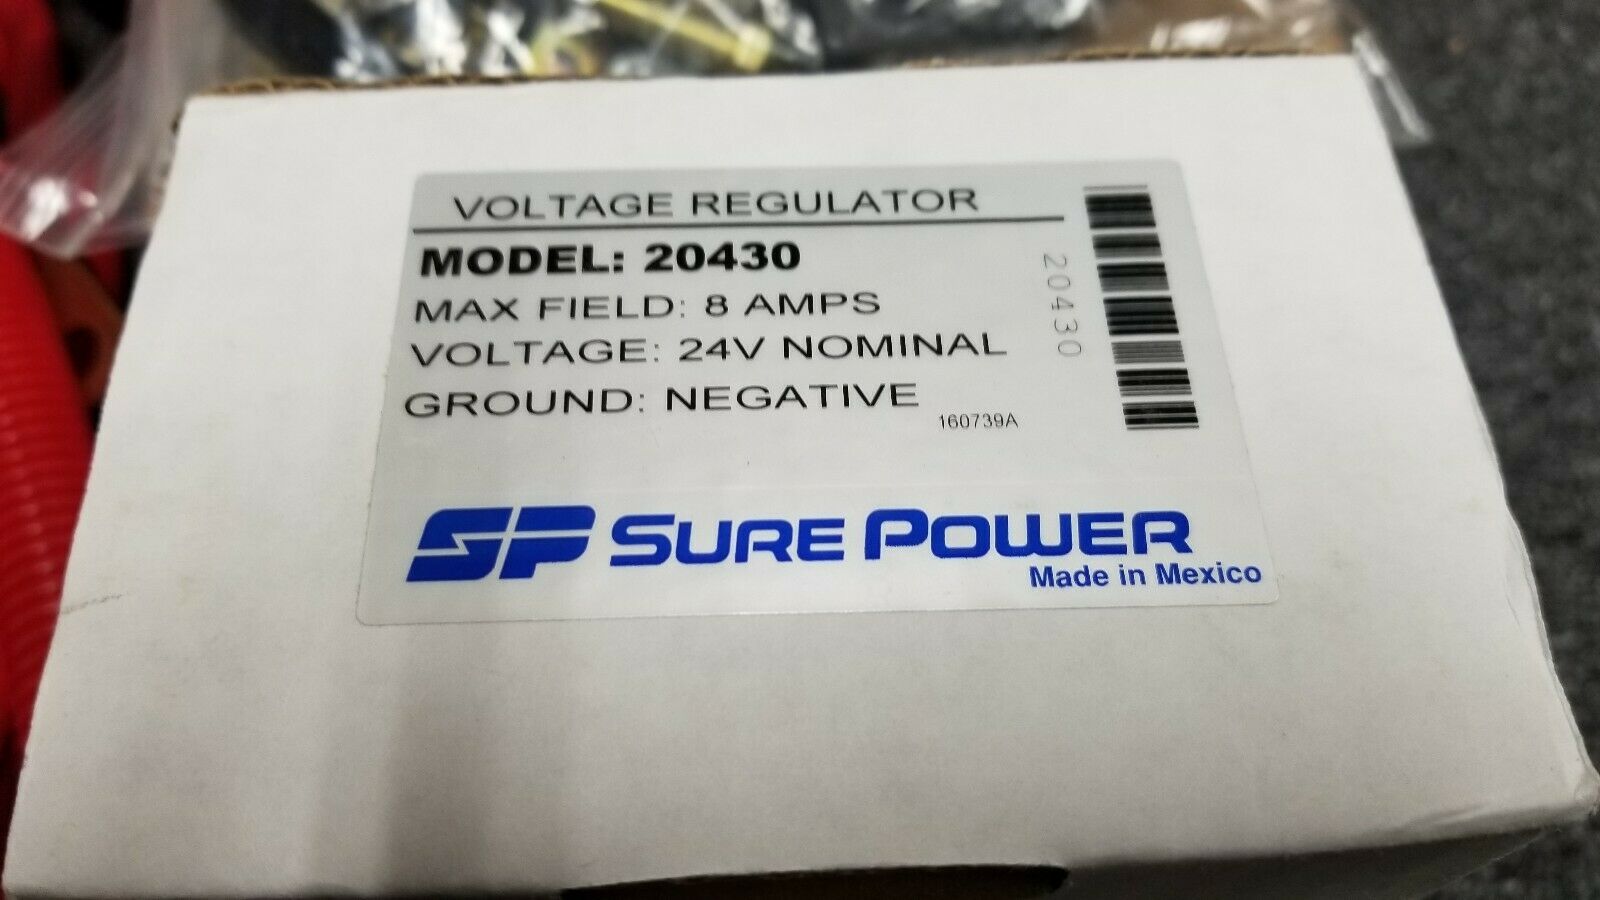 VOLTAGE REGULATOR
MODEL: 20430
MAX FIELD: 8 AMPS
VOLTAGE: 24V NOMINAL
GROUND: NEGATIVE
160739A
20430
SP SURE POWER
Made in Mexico